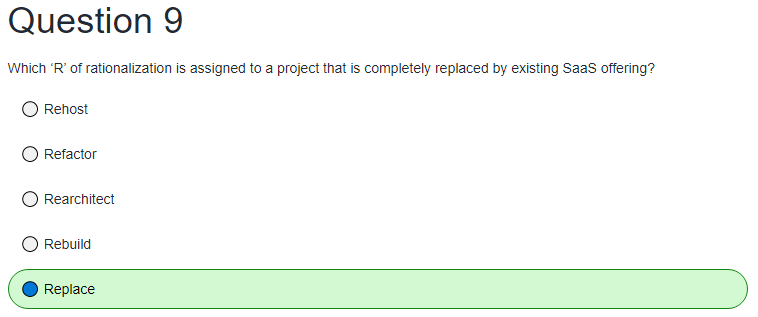 Question 9
Which ‘R’ of rationalization is assigned to a project that is completely replaced by existing SaaS offering?
Rehost
Refactor
Rearchitect
Rebuild
Replace